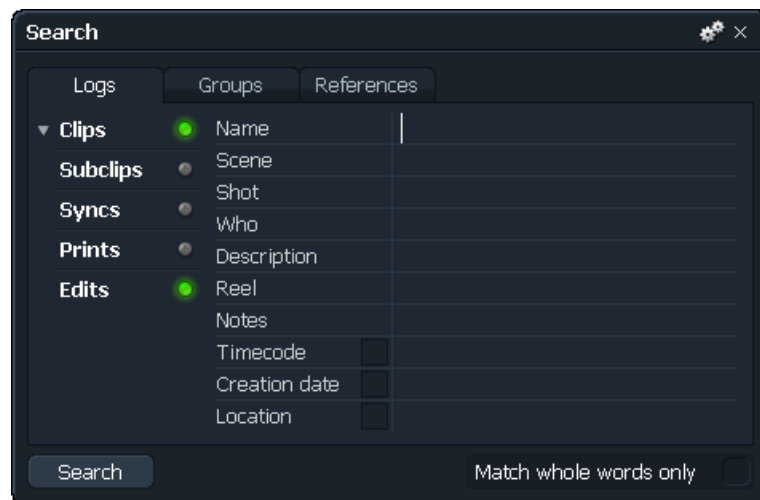 Search
Logs Groups References
Clips
Subclips
Syncs
Prints
Edits
Name
Scene
Shot
Who
Description
Reel
Notes
Timecode
Creation date
Location
Search
Match whole words only